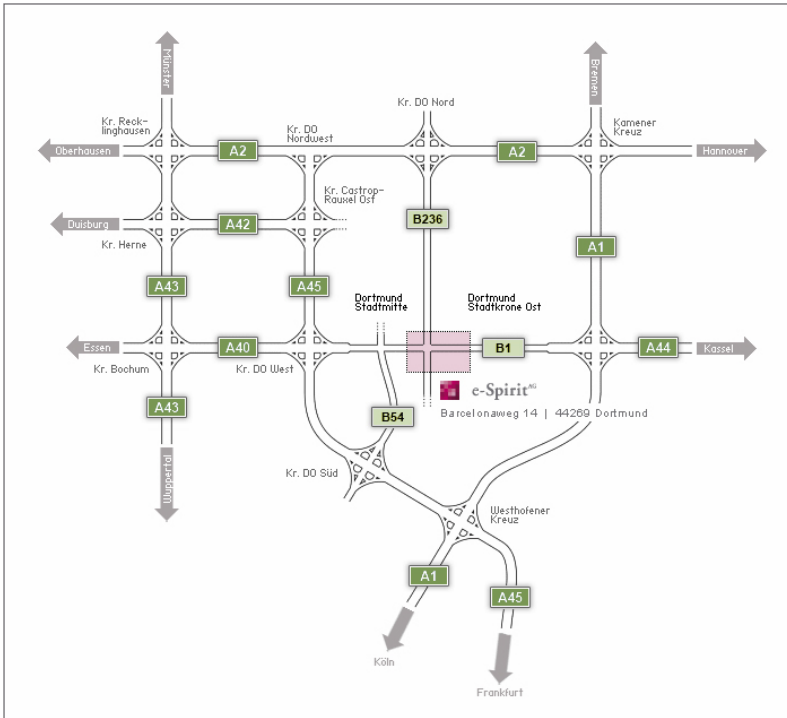 Münster
Bremen
Kr. DO Nord
Kr. Reck-
linghausen
Kr. DO
Nordwest
Kamener
Kreuz
Oberhausen
A2
A2
Hannover
Kr. Castrop-
Rauxel Ost
Duisburg
A42
B236
Kr. Herne
A1
A43
A45
Dortmund
Stadtmitte
Dortmund
Stadtkrone Ost
Essen
A40
B1
A44
Kassel
Kr. Bochum
Kr. DO West
e-Spirit AG
A43
B54
Barcelonaweg 14 | 44269 Dortmund
Wuppertal
Kr. DO Süd
Westhofener
Kreuz
A1
A45
Köln
Frankfurt